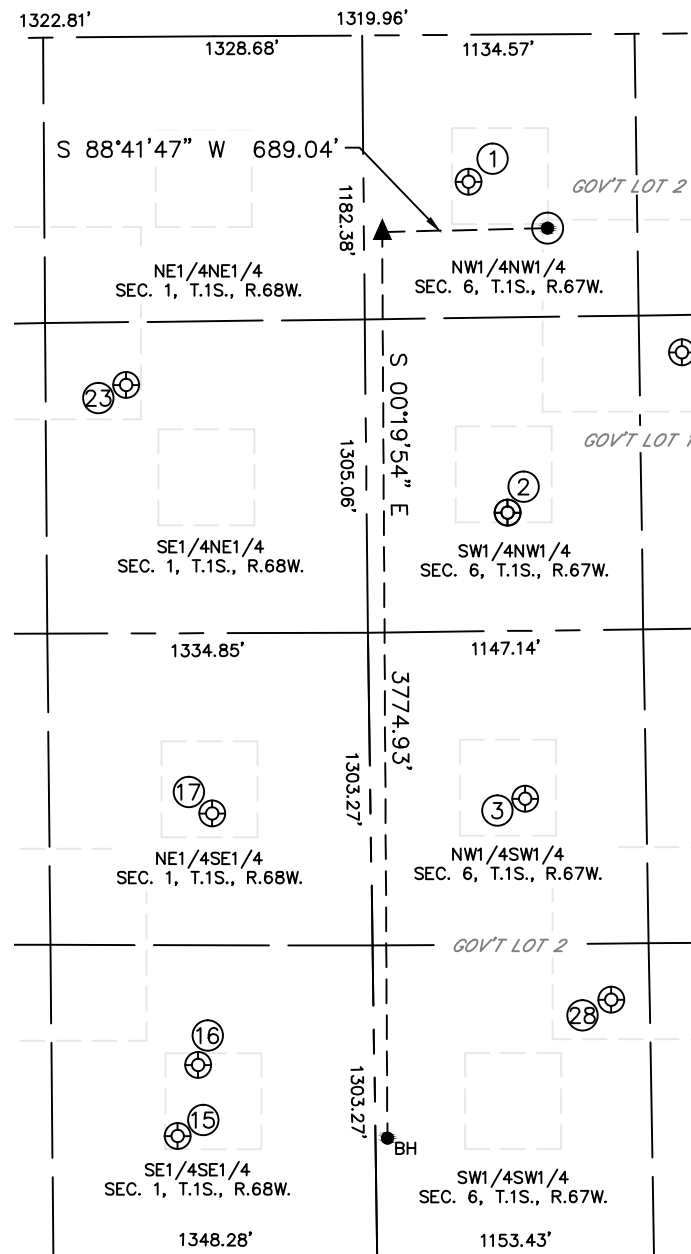 1322.81'
1319.96'
1328.68'
1134.57'
S 88°41'47" W 689.04'
1
GOV'T LOT 2
1182.38'
NE1/4NE1/4
SEC. 1, T.1S., R.68W.
NW1/4NW1/4
SEC. 6, T.1S., R.67W.
23
S 00°19'54" E
GOV'T LOT 1
1305.06'
2
SE1/4NE1/4
SEC. 1, T.1S., R.68W.
SW1/4NW1/4
SEC. 6, T.1S., R.67W.
1334.85'
1147.14'
3774.93'
17
1303.27'
3
NE1/4SE1/4
SEC. 1, T.1S., R.68W.
NW1/4SW1/4
SEC. 6, T.1S., R.67W.
GOV'T LOT 2
28
16
1303.27'
15
BH
SE1/4SE1/4
SEC. 1, T.1S., R.68W.
SW1/4SW1/4
SEC. 6, T.1S., R.67W.
1348.28'
1153.43'